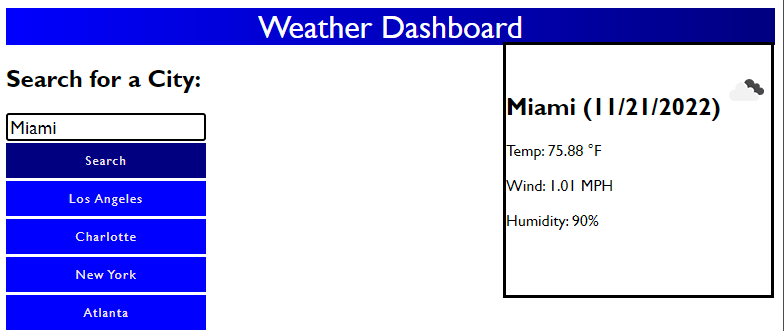 Weather Dashboard
Search for a City:
Miami
Search
Los Angeles
Charlotte
New York
Atlanta
Miami (11/21/2022)
Temp: 75.88 °F
Wind: 1.01 MPH
Humidity: 90%